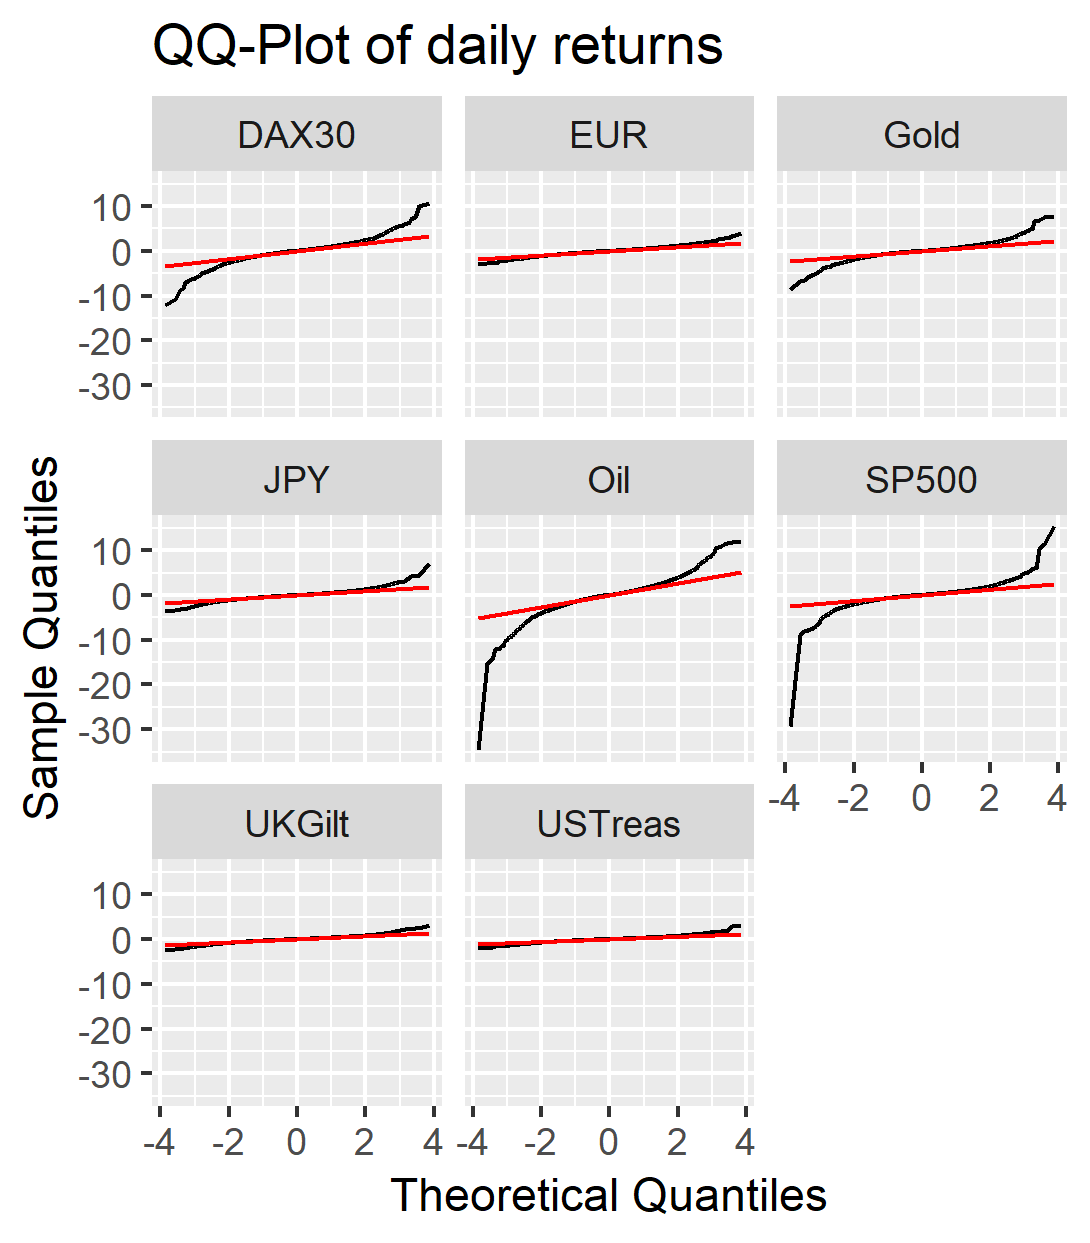 QQ-Plot of daily returns
DAX30 EUR Gold
10
0
-10
-20
-30
JPY Oil SP500
10
0
-10
-20
-30
-4 -2 0 2 4
UKGilt USTreas
10
0
-10
-20
-30
-4 -2 0 2 4 -4 -2 0 2 4
Theoretical Quantiles
Sample Quantiles